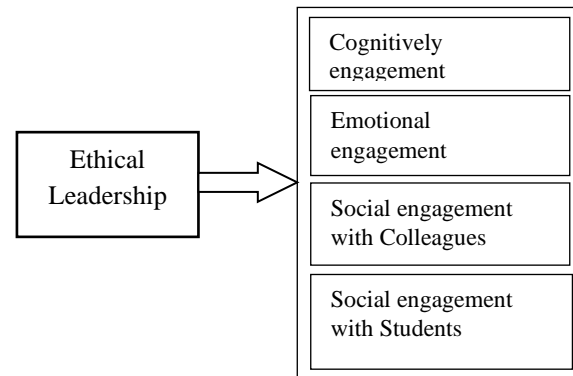 Ethical
Leadership
Cognitively
engagement
Emotional
engagement
Social engagement
with Colleagues
Social engagement
with Students